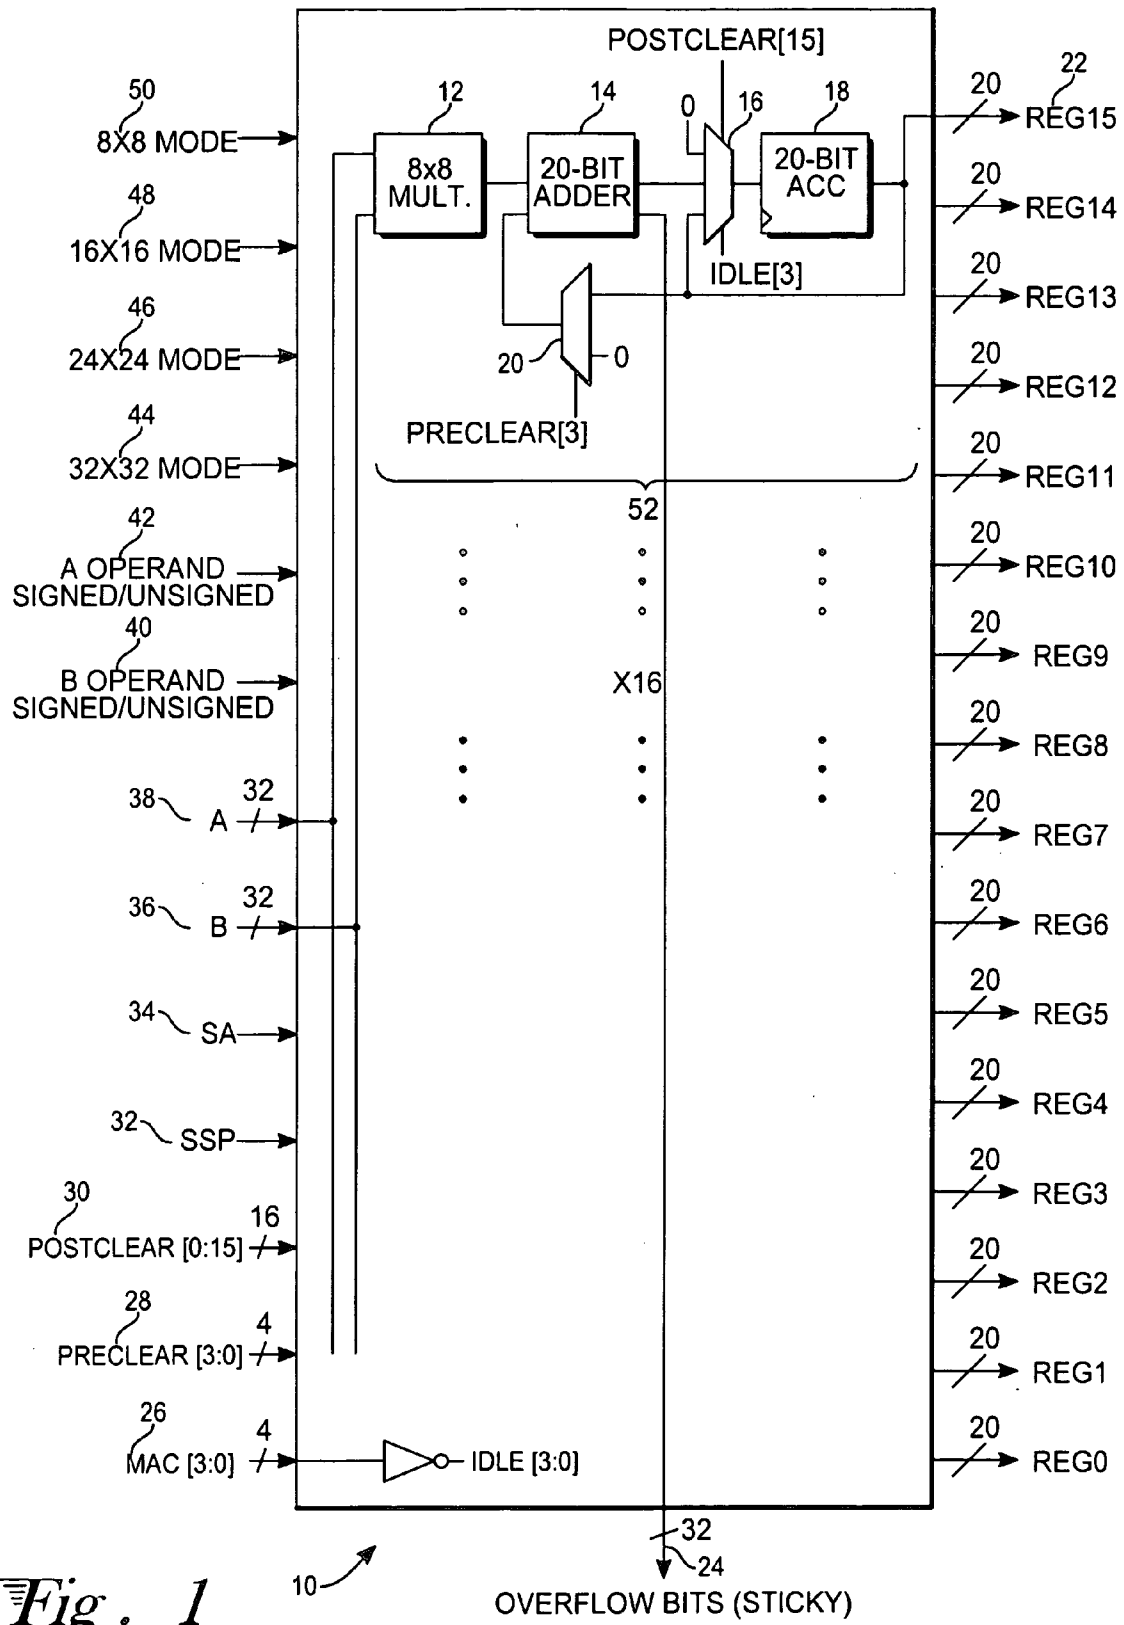 POSTCLEAR[15]
50
8X8 MODE
12
14
0
16
18
20
22
REG15
8x8
MULT.
20-BIT
ADDER
20-BIT
ACC
48
16X16 MODE
20
REG14
IDLE[3]
20
REG13
46
24X24 MODE
20
0
20
REG12
PRECLEAR[3]
44
32X32 MODE
20
REG11
52
42
A OPERAND
SIGNED/UNSIGNED
20
REG10
40
B OPERAND
SIGNED/UNSIGNED
X16
20
REG9
20
REG8
38
A
32
20
REG7
36
B
32
20
REG6
34
SA
20
REG5
32
SSP
20
REG4
30
POSTCLEAR [0:15]
16
20
REG3
28
PRECLEAR [3:0]
4
20
REG2
20
REG1
26
MAC [3:0]
4
IDLE [3:0]
20
REG0
32
24
10
OVERFLOW BITS (STICKY)
Fig. 1